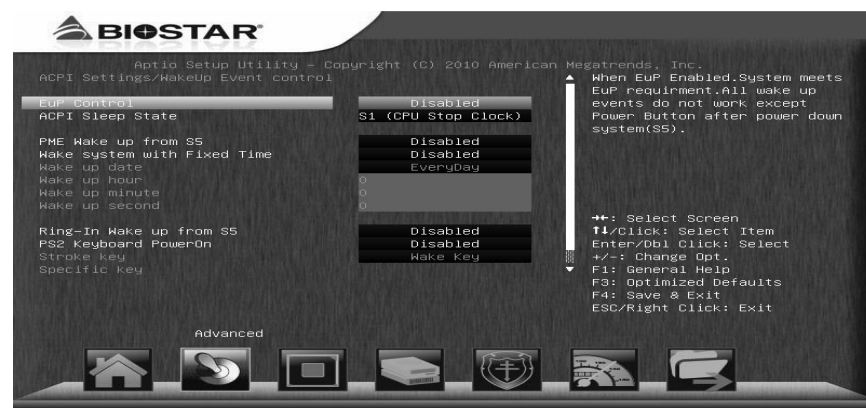 BIOSTAR®
Aptio Setup Utility – Copyright (C) 2010 American Megatrends, Inc.
ACPI Settings/WakeUp Event control
EuP Control Disabled
ACPI Sleep State S1 (CPU Stop Clock)
PME Wake up from S5 Disabled
Wake system with Fixed Time Disabled
Wake up date EveryDay
Wake up hour 0
Wake up minute 0
Wake up second 0
Ring-In Wake up from S5 Disabled
PS2 Keyboard PowerOn Disabled
Stroke key Wake Key
Specific key
When EuP Enabled.System meets
EuP requirment.All wake up
events do not work except
Power Button after power down
system(S5).
→←: Select Screen
↑↓/Click: Select Item
Enter/Dbl Click: Select
+/-: Change Opt.
F1: General Help
F3: Optimized Defaults
F4: Save & Exit
ESC/Right Click: Exit
Advanced